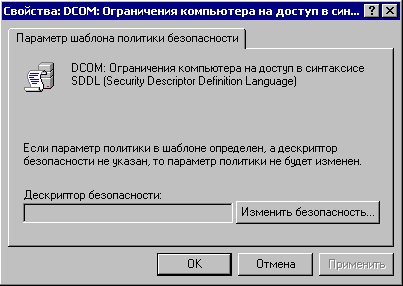 Свойства: DCOM: Ограничения компьютера на доступ в син...
Параметр шаблона политики безопасности
DCOM: Ограничения компьютера на доступ в синтаксисе
SDDL (Security Descriptor Definition Language)
Если параметр политики в шаблоне определен, а дескриптор
безопасности не указан, то параметр политики не будет изменен.
Дескриптор безопасности:
Изменить безопасность...
OK
Отмена
Применить